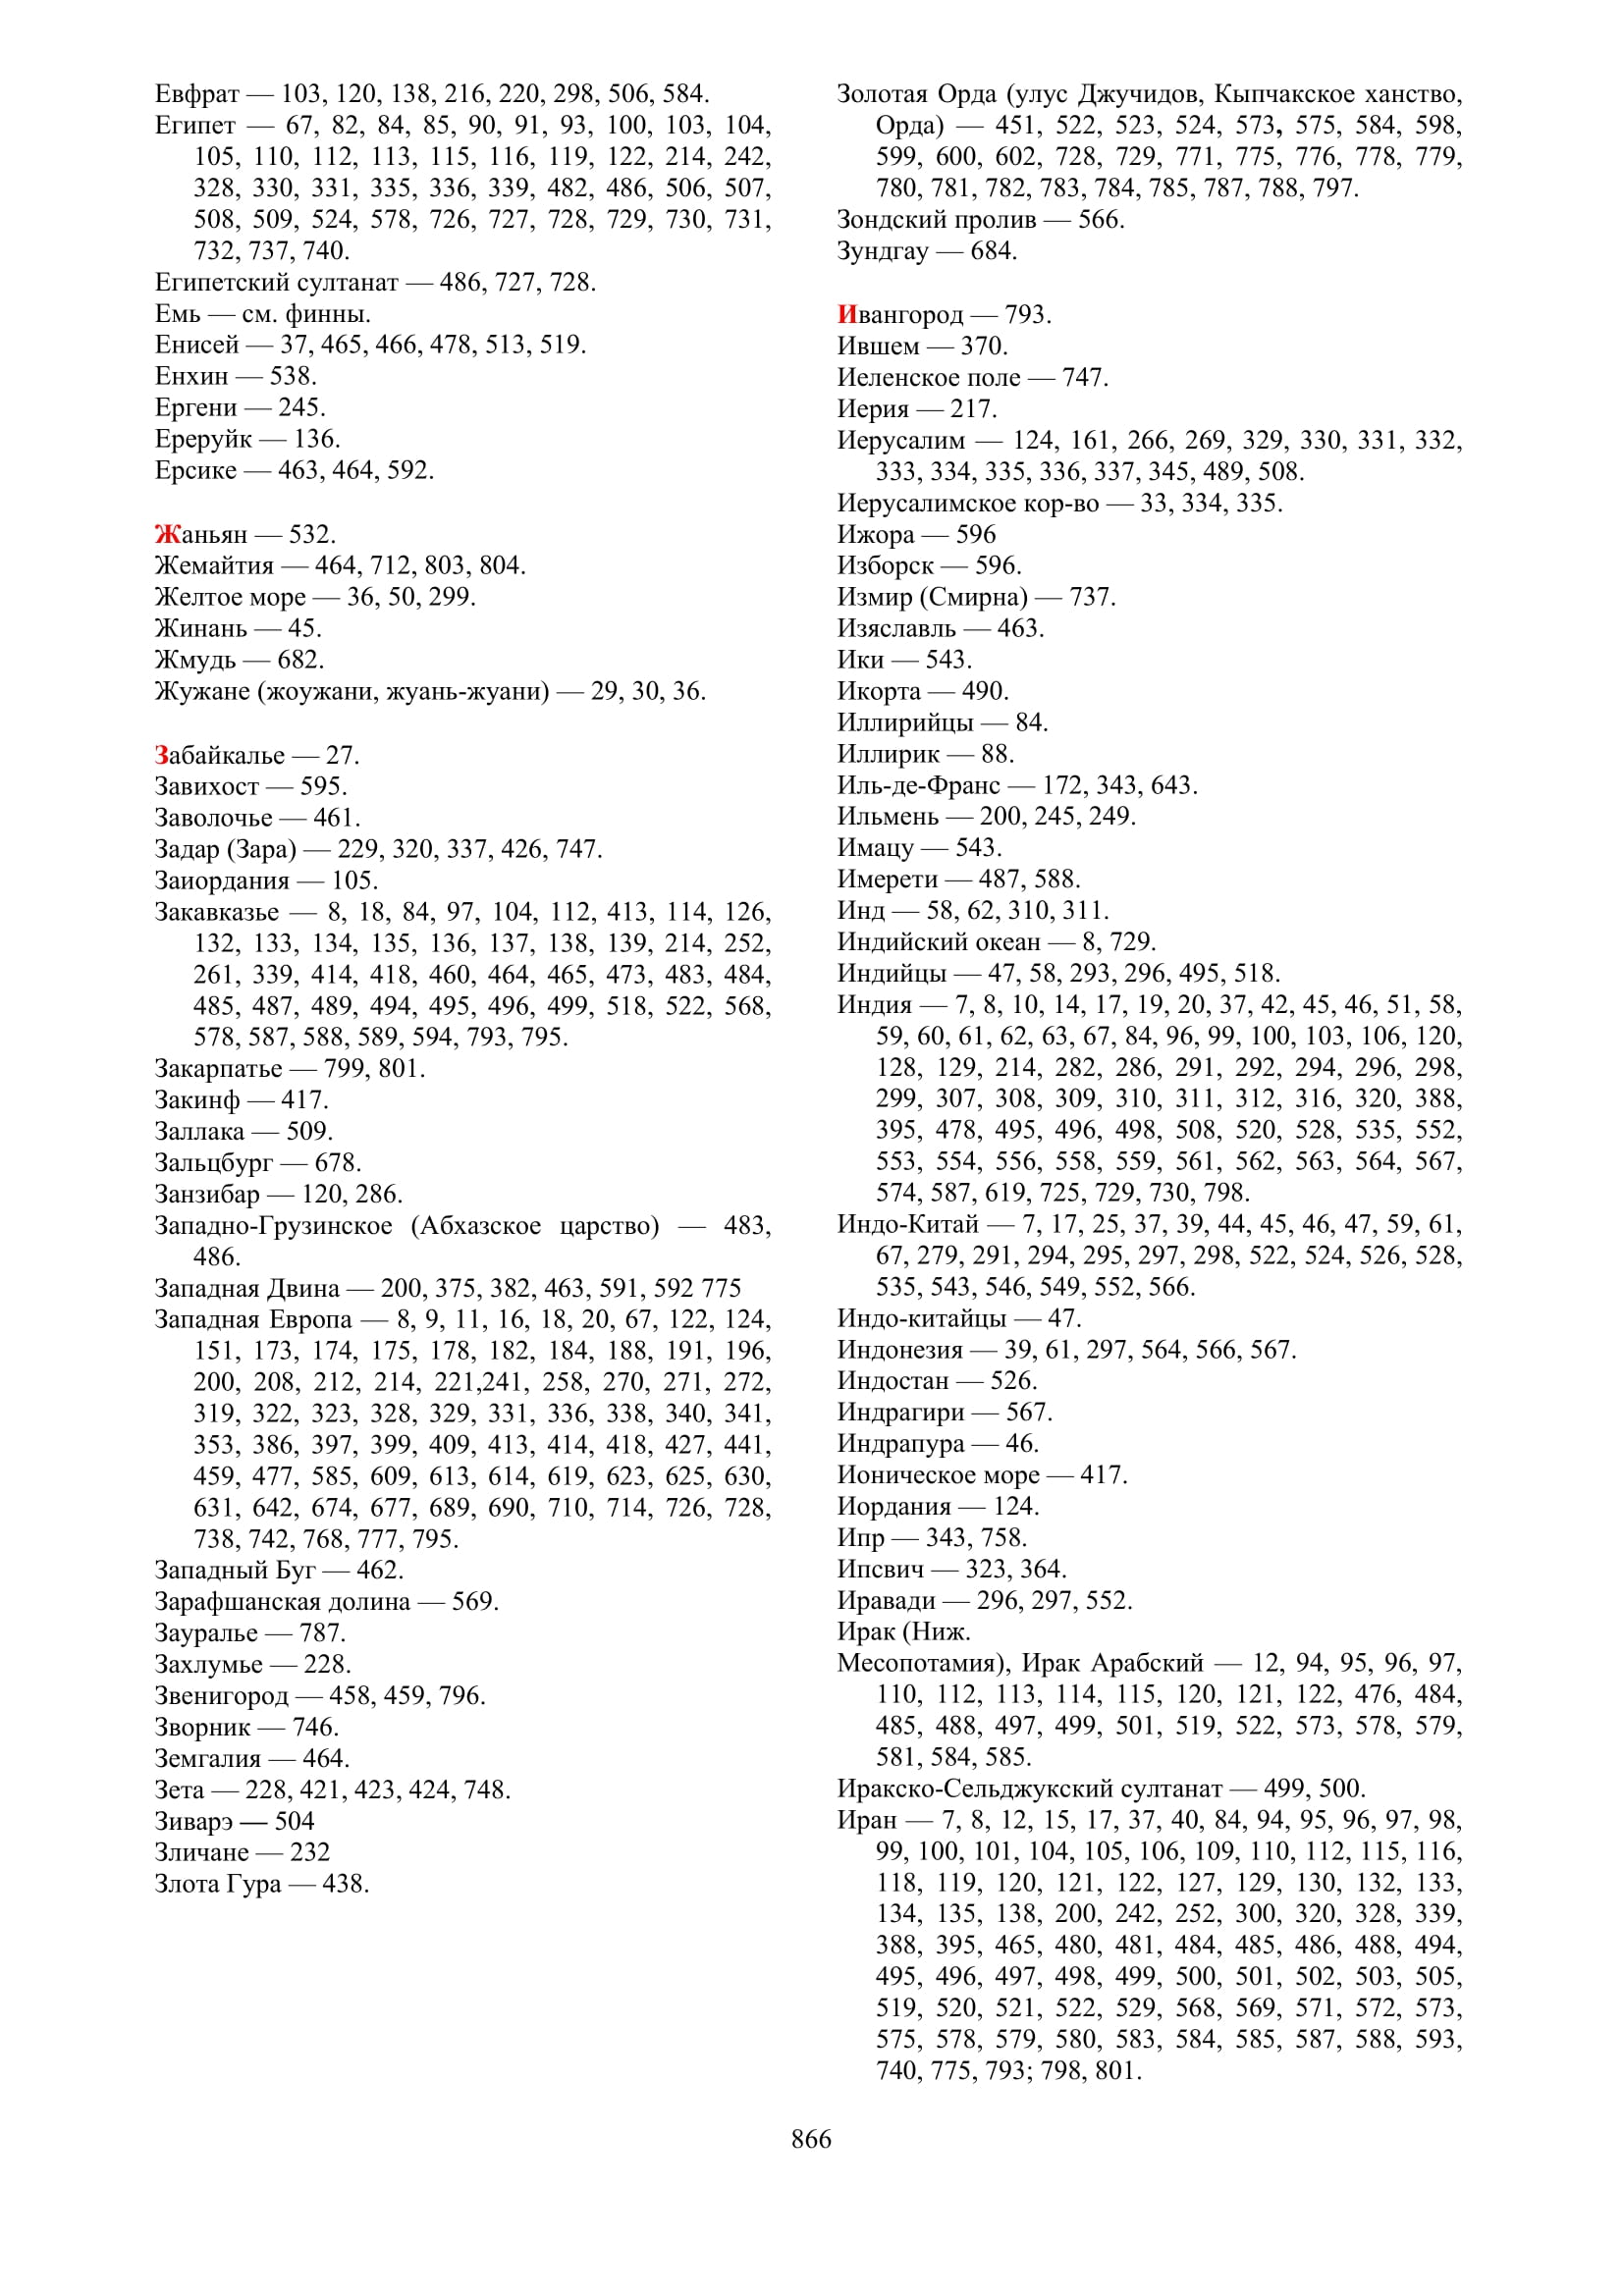 Евфрат — 103, 120, 138, 216, 220, 298, 506, 584.
Египет — 67, 82, 84, 85, 90, 91, 93, 100, 103, 104,
105, 110, 112, 113, 115, 116, 119, 122, 214, 242,
328, 330, 331, 335, 336, 339, 482, 486, 506, 507,
508, 509, 524, 578, 726, 727, 728, 729, 730, 731,
732, 737, 740.
Египетский султанат — 486, 727, 728.
Емь — см. финны.
Енисей — 37, 465, 466, 478, 513, 519.
Енхин — 538.
Ергени — 245.
Ереруйк — 136.
Ерсике — 463, 464, 592.
Жаньян — 532.
Жемайтия — 464, 712, 803, 804.
Желтое море — 36, 50, 299.
Жинань — 45.
Жмудь — 682.
Жужане (жоужани, жуань-жуани) — 29, 30, 36.
Забайкалье — 27.
Завихост — 595.
Заволочье — 461.
Задар (Зара) — 229, 320, 337, 426, 747.
Заиордания — 105.
Закавказье — 8, 18, 84, 97, 104, 112, 413, 114, 126,
132, 133, 134, 135, 136, 137, 138, 139, 214, 252,
261, 339, 414, 418, 460, 464, 465, 473, 483, 484,
485, 487, 489, 494, 495, 496, 499, 518, 522, 568,
578, 587, 588, 589, 594, 793, 795.
Закарпатье — 799, 801.
Закинф — 417.
Заллака — 509.
Зальцбург — 678.
Занзибар — 120, 286.
Западно-Грузинское (Абхазское царство) — 483,
486.
Западная Двина — 200, 375, 382, 463, 591, 592 775
Западная Европа — 8, 9, 11, 16, 18, 20, 67, 122, 124,
151, 173, 174, 175, 178, 182, 184, 188, 191, 196,
200, 208, 212, 214, 221,241, 258, 270, 271, 272,
319, 322, 323, 328, 329, 331, 336, 338, 340, 341,
353, 386, 397, 399, 409, 413, 414, 418, 427, 441,
459, 477, 585, 609, 613, 614, 619, 623, 625, 630,
631, 642, 674, 677, 689, 690, 710, 714, 726, 728,
738, 742, 768, 777, 795.
Западный Буг — 462.
Зарафшанская долина — 569.
Зауралье — 787.
Захлумье — 228.
Звенигород — 458, 459, 796.
Зворник — 746.
Земгалия — 464.
Зета — 228, 421, 423, 424, 748.
Зиварэ — 504
Зличане — 232
Злота Гура — 438.
Золотая Орда (улус Джучидов, Кыпчакское ханство,
Орда) — 451, 522, 523, 524, 573, 575, 584, 598,
599, 600, 602, 728, 729, 771, 775, 776, 778, 779,
780, 781, 782, 783, 784, 785, 787, 788, 797.
Зондский пролив — 566.
Зундгау — 684.
Ивангород — 793.
Ившем — 370.
Иеленское поле — 747.
Иерия — 217.
Иерусалим — 124, 161, 266, 269, 329, 330, 331, 332,
333, 334, 335, 336, 337, 345, 489, 508.
Иерусалимское кор-во — 33, 334, 335.
Ижора — 596
Изборск — 596.
Измир (Смирна) — 737.
Изяславль — 463.
Ики — 543.
Икорта — 490.
Иллирийцы — 84.
Иллирик — 88.
Иль-де-Франс — 172, 343, 643.
Ильмень — 200, 245, 249.
Имацу — 543.
Имерети — 487, 588.
Инд — 58, 62, 310, 311.
Индийский океан — 8, 729.
Индийцы — 47, 58, 293, 296, 495, 518.
Индия — 7, 8, 10, 14, 17, 19, 20, 37, 42, 45, 46, 51, 58,
59, 60, 61, 62, 63, 67, 84, 96, 99, 100, 103, 106, 120,
128, 129, 214, 282, 286, 291, 292, 294, 296, 298,
299, 307, 308, 309, 310, 311, 312, 316, 320, 388,
395, 478, 495, 496, 498, 508, 520, 528, 535, 552,
553, 554, 556, 558, 559, 561, 562, 563, 564, 567,
574, 587, 619, 725, 729, 730, 798.
Индо-Китай — 7, 17, 25, 37, 39, 44, 45, 46, 47, 59, 61,
67, 279, 291, 294, 295, 297, 298, 522, 524, 526, 528,
535, 543, 546, 549, 552, 566.
Индо-китайцы — 47.
Индонезия — 39, 61, 297, 564, 566, 567.
Индостан — 526.
Индрагири — 567.
Индрапура — 46.
Ионическое море — 417.
Иордания — 124.
Ипр — 343, 758.
Ипсвич — 323, 364.
Иравади — 296, 297, 552.
Ирак (Ниж.
Месопотамия), Ирак Арабский — 12, 94, 95, 96, 97,
110, 112, 113, 114, 115, 120, 121, 122, 476, 484,
485, 488, 497, 499, 501, 519, 522, 573, 578, 579,
581, 584, 585.
Иракско-Сельджукский султанат — 499, 500.
Иран — 7, 8, 12, 15, 17, 37, 40, 84, 94, 95, 96, 97, 98,
99, 100, 101, 104, 105, 106, 109, 110, 112, 115, 116,
118, 119, 120, 121, 122, 127, 129, 130, 132, 133,
134, 135, 138, 200, 242, 252, 300, 320, 328, 339,
388, 395, 465, 480, 481, 484, 485, 486, 488, 494,
495, 496, 497, 498, 499, 500, 501, 502, 503, 505,
519, 520, 521, 522, 529, 568, 569, 571, 572, 573,
575, 578, 579, 580, 583, 584, 585, 587, 588, 593,
740, 775, 793; 798, 801.
866